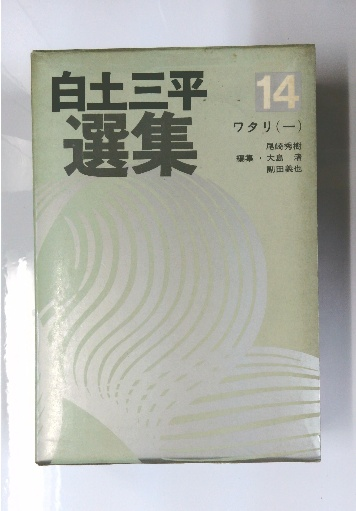 白土三平
選集
14
ワタリ(一)
尾崎秀樹
編集・大島 渚
副田義也